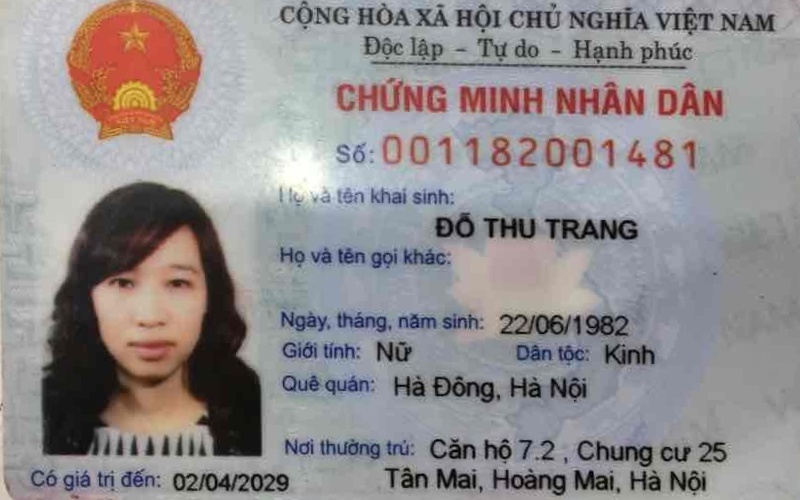 CỘNG HÒA XÃ HỘI CHỦ NGHĨA VIỆT NAM
Độc lập - Tự do - Hạnh phúc
CHỨNG MINH NHÂN DÂN
Số: 001182001481
Họ và tên khai sinh:
ĐỖ THU TRANG
Họ và tên gọi khác:
Ngày, tháng, năm sinh: 22/06/1982
Giới tính: Nữ Dân tộc: Kinh
Quê quán: Hà Đông, Hà Nội
Nơi thường trú: Căn hộ 7.2 , Chung cư 25
Tân Mai, Hoàng Mai, Hà Nội
Có giá trị đến: 02/04/2029